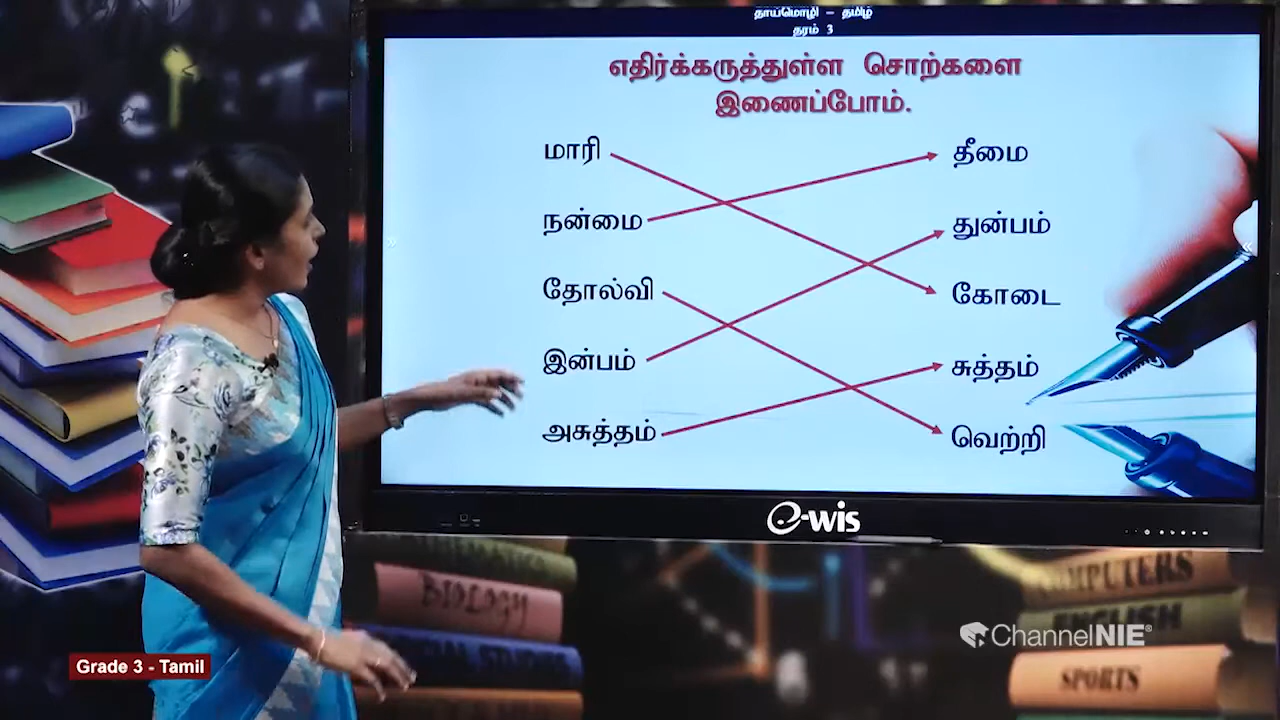 தாய்மொழி – தமிழ்
தரம் 3
எதிர்க்கருத்துள்ள சொற்களை
இணைப்போம்.
மாரி
தீமை
நன்மை
துன்பம்
தோல்வி
கோடை
இன்பம்
சுத்தம்
அசுத்தம்
வெற்றி
e-wis
BIOLOGY
COMPUTERS
ENGLISH
ChannelNIE
Grade 3 - Tamil
SPORTS